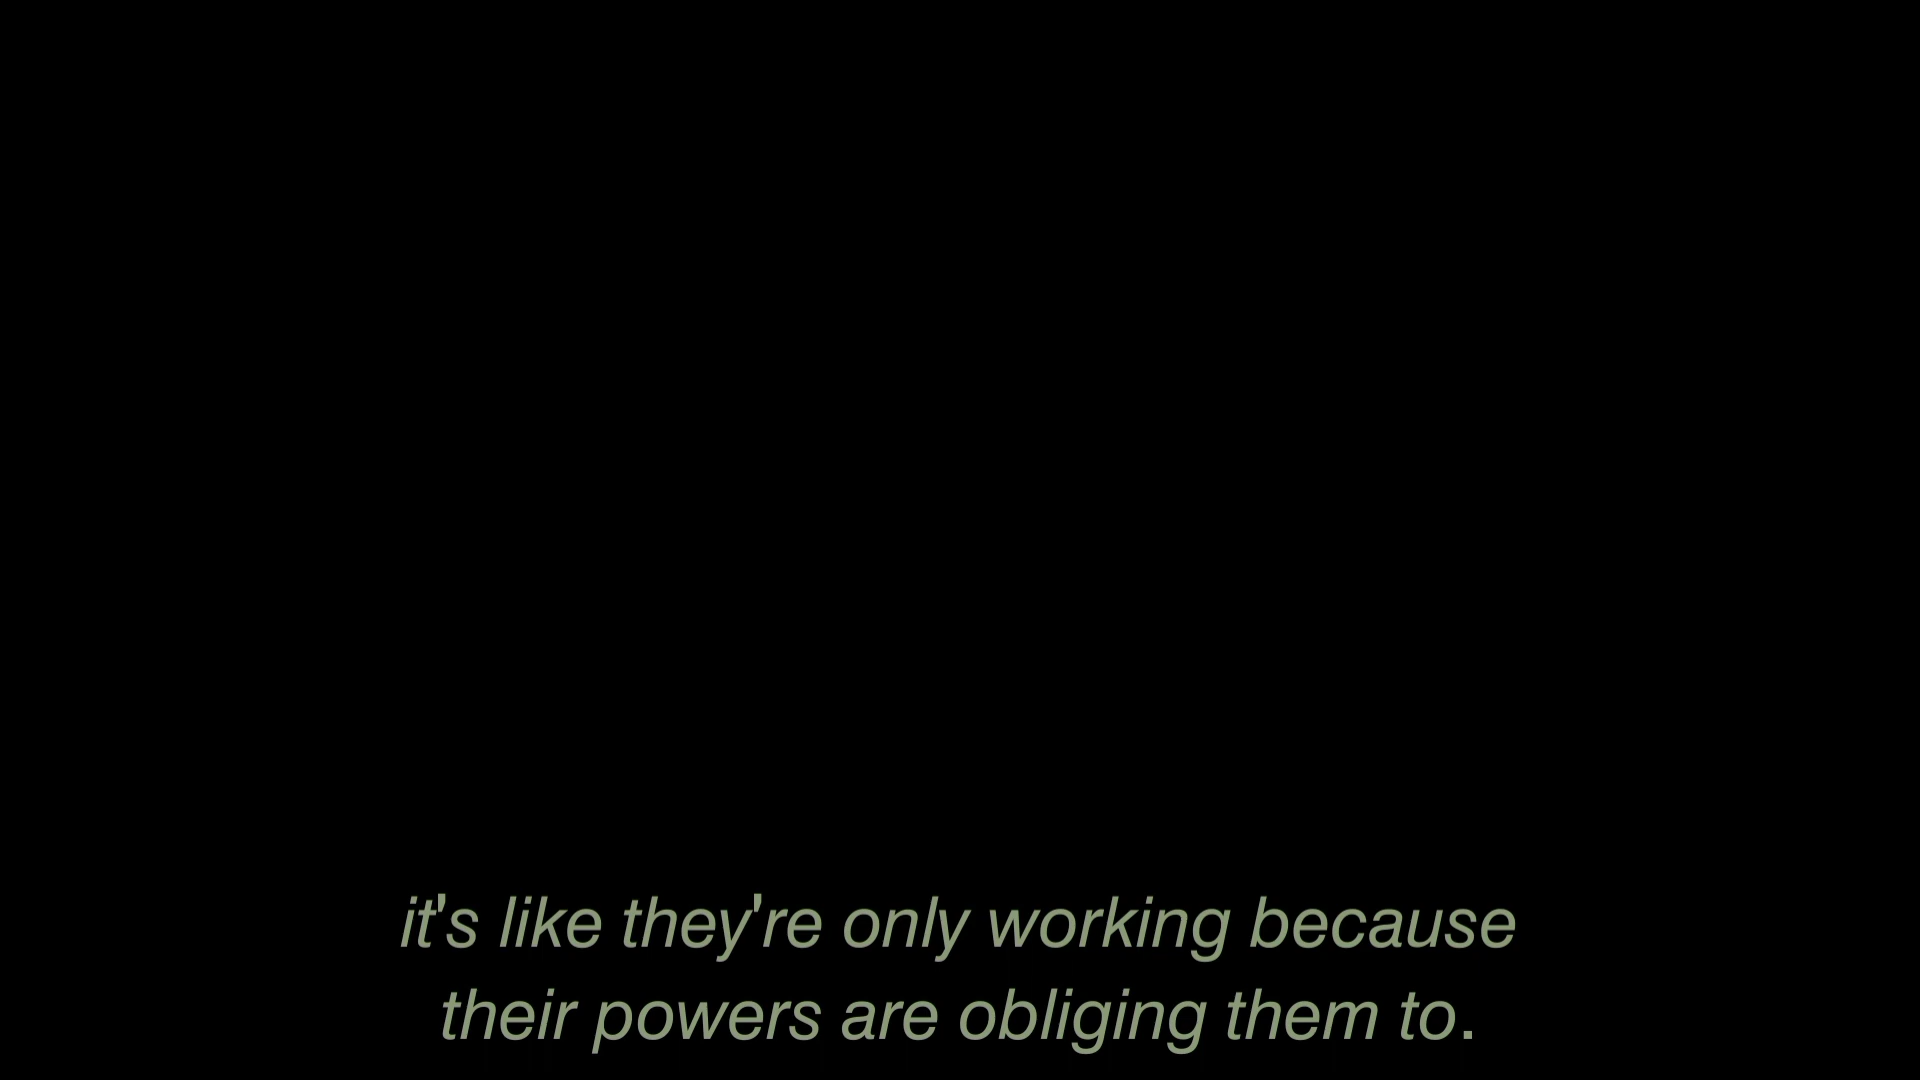 it's like they're only working because
their powers are obliging them to.